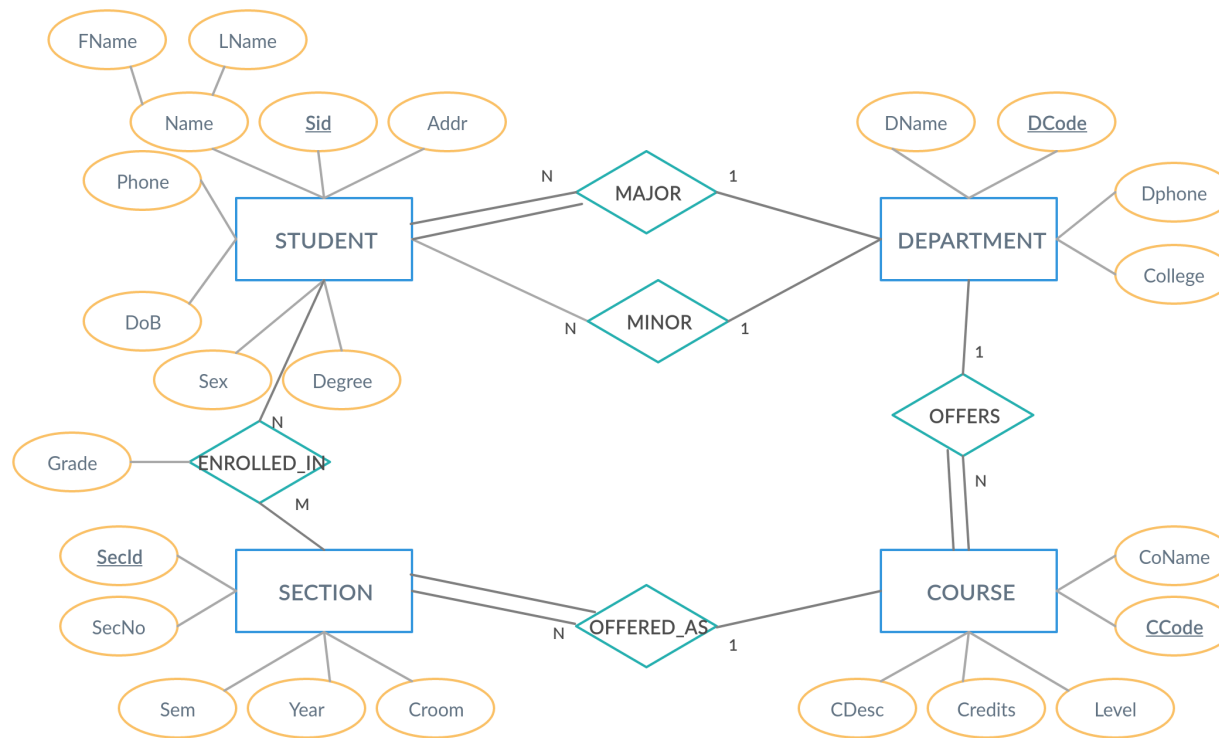 FName
LName
Name
Sid
Addr
DName
DCode
Phone
N
MAJOR
1
Dphone
STUDENT
DEPARTMENT
College
DoB
N
MINOR
1
1
Sex
Degree
OFFERS
N
Grade
ENROLLED_IN
N
M
SecId
CoName
SECTION
COURSE
SecNo
N
OFFERED_AS
1
CCode
Sem
Year
Croom
CDesc
Credits
Level